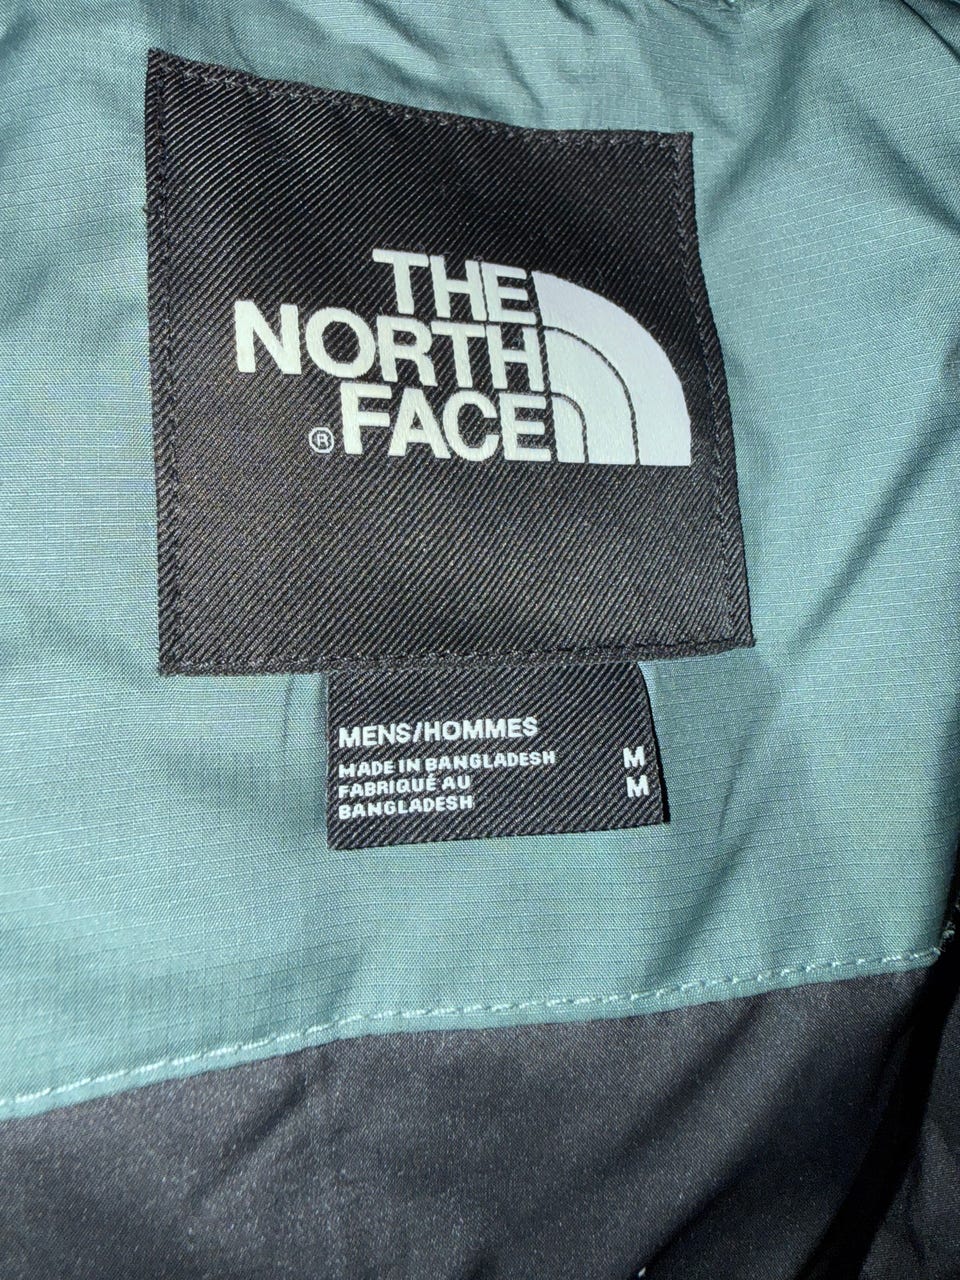 THE
NORTH
FACE
®
MENS/HOMMES
MADE IN BANGLADESH M
FABRIQUÉ AU M
BANGLADESH